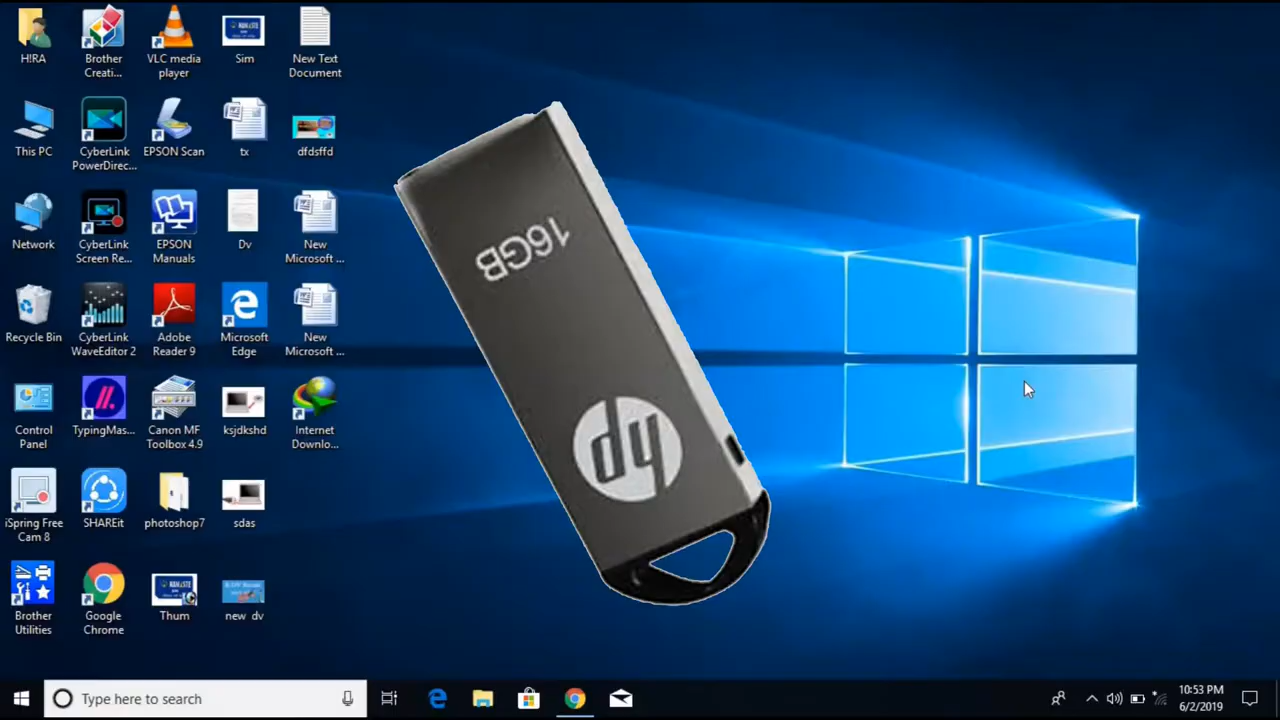 H!RA
Brother
Creati...
VLC media
player
Sim
New Text
Document
This PC
CyberLink
PowerDirec...
EPSON Scan
tx
dfdsffd
Network
CyberLink
Screen Re...
EPSON
Manuals
Dv
New
Microsoft ...
Recycle Bin
CyberLink
WaveEditor 2
Adobe
Reader 9
Microsoft
Edge
New
Microsoft ...
Control
Panel
TypingMas...
Canon MF
Toolbox 4.9
ksjdkshd
Internet
Downlo...
iSpring Free
Cam 8
SHAREit
photoshop7
sdas
Brother
Utilities
Google
Chrome
Thum
new dv
16GB
hp
Type here to search
10:53 PM
6/2/2019